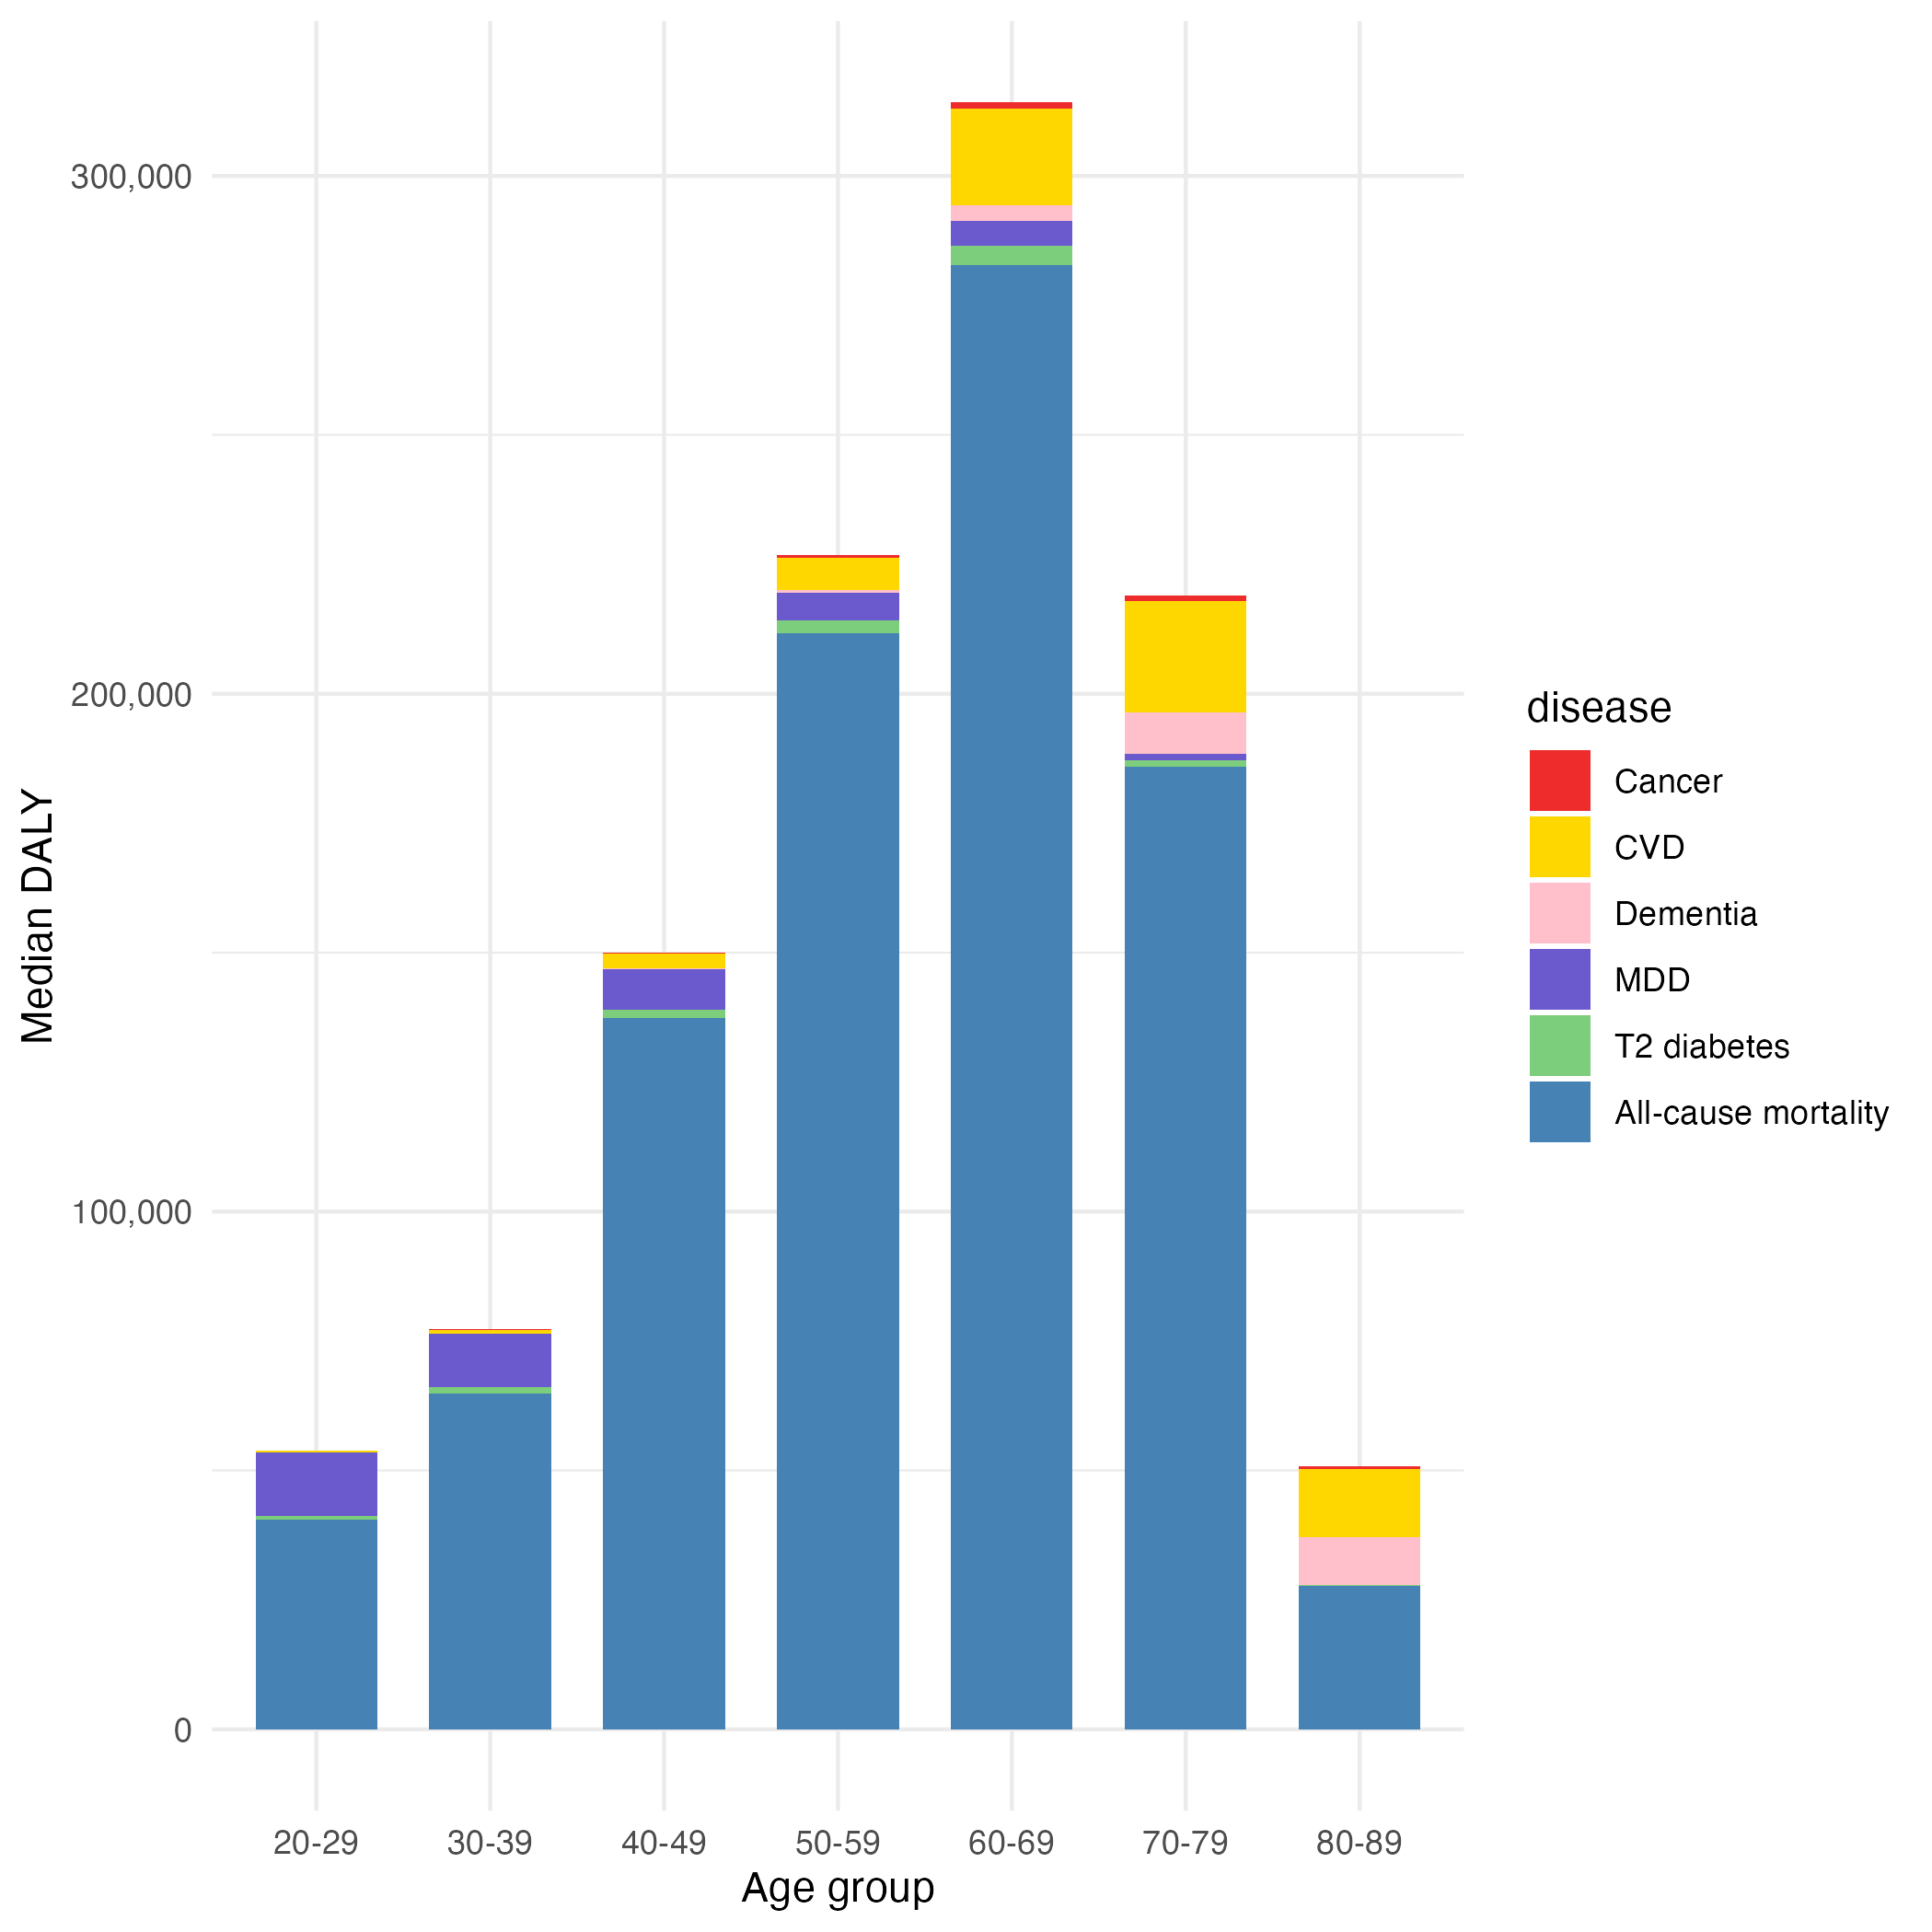 300,000
200,000
100,000
0
Median DALY
20-29 30-39 40-49 50-59 60-69 70-79 80-89
Age group
disease
Cancer
CVD
Dementia
MDD
T2 diabetes
All-cause mortality